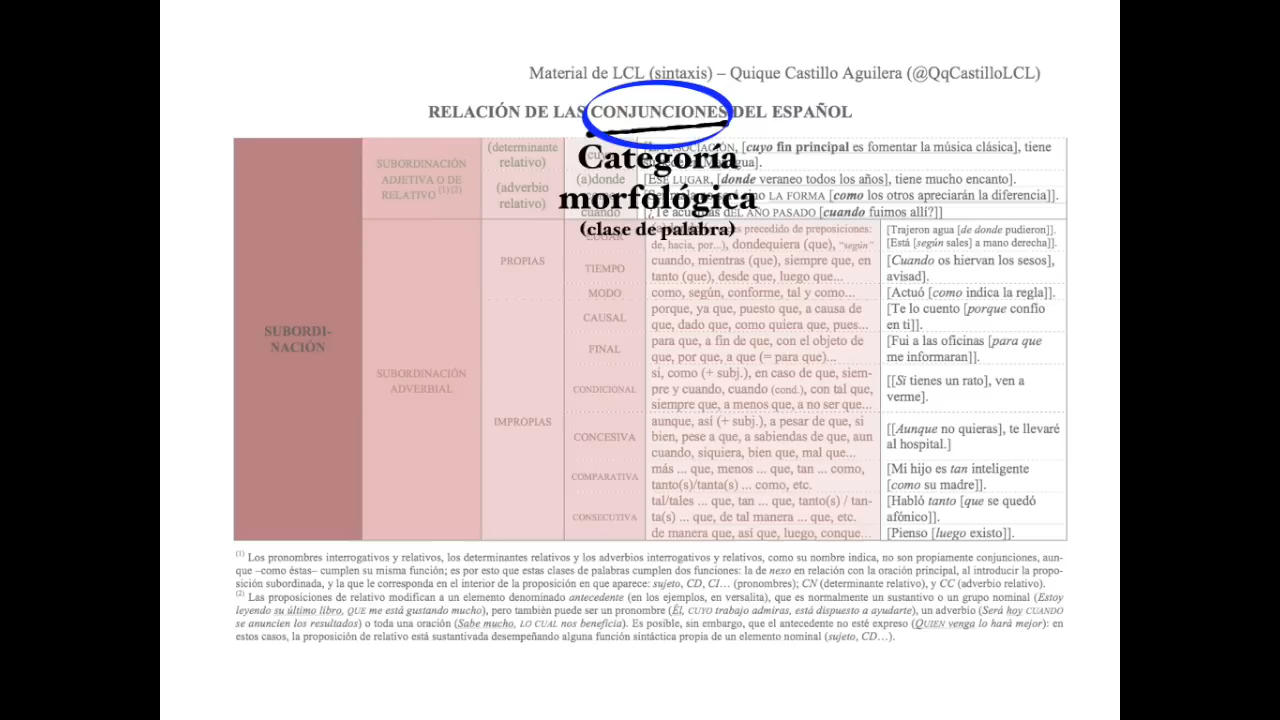 Material de LCL (sintaxis) – Quique Castillo Aguilera (@QqCastilloLCL)
RELACIÓN DE LAS CONJUNCIONES DEL ESPAÑOL
Categoría
morfológica
(clase de palabra)
SUBORDI-
NACIÓN
SUBORDINACIÓN
ADJETIVA O DE
RELATIVO (1) (2)
(determinante
relativo)
cuyo fin principal es fomentar la música clásica], tiene
(adverbio
relativo)
(a)donde
cuando
[ESE LUGAR, [donde veraneo todos los años], tiene mucho encanto].
LA FORMA [como los otros apreciarán la diferencia]].
[¿Te DEL AÑO PASADO [cuando fuimos allí?]]
SUBORDINACIÓN
ADVERBIAL
PROPIAS
LUGAR
precedido de preposiciones:
de, hacia, por...), dondequiera (que), “según”
[Trajeron agua [de donde pudieron]].
[Está [según sales] a mano derecha]].
TIEMPO
cuando, mientras (que), siempre que, en
tanto (que), desde que, luego que...
[Cuando os hiervan los sesos],
avisad].
MODO
como, según, conforme, tal y como...
[Actuó [como indica la regla]].
IMPROPIAS
CAUSAL
porque, ya que, puesto que, a causa de
que, dado que, como quiera que, pues...
[Te lo cuento [porque confío
en ti]].
FINAL
para que, a fin de que, con el objeto de
que, por que, a que (= para que)...
[Fui a las oficinas [para que
me informaran]].
CONDICIONAL
si, como (+ subj.), en caso de que, siem-
pre y cuando, cuando (cond.), con tal que,
siempre que, a menos que, a no ser que...
[[Si tienes un rato], ven a
verme].
CONCESIVA
aunque, así (+ subj.), a pesar de que, si
bien, pese a que, a sabiendas de que, aun
cuando, siquiera, bien que, mal que...
[[Aunque no quieras], te llevaré
al hospital.]
COMPARATIVA
más ... que, menos ... que, tan ... como,
tanto(s)/tanta(s) ... como, etc.
[Mi hijo es tan inteligente
[como su madre]].
CONSECUTIVA
tal/tales ... que, tan ... que, tanto(s) / tan-
ta(s) ... que, de tal manera ... que, etc.
de manera que, así que, luego, conque...
[Habló tanto [que se quedó
afónico]].
[Pienso [luego existo]].
(1) Los pronombres interrogativos y relativos, los determinantes relativos y los adverbios interrogativos y relativos, como su nombre indica, no son propiamente conjunciones, aun-
que –como éstas– cumplen su misma función; es por esto que estas clases de palabras cumplen dos funciones: la de nexo en relación con la oración principal, al introducir la propo-
sición subordinada, y la que le corresponda en el interior de la proposición en que aparece: sujeto, CD, CI… (pronombres); CN (determinante relativo), y CC (adverbio relativo).
(2) Las proposiciones de relativo modifican a un elemento denominado antecedente (en los ejemplos, en versalita), que es normalmente un sustantivo o un grupo nominal (Estoy
leyendo su último libro, QUE me está gustando mucho), pero también puede ser un pronombre (Él, CUYO trabajo admiras, está dispuesto a ayudarte), un adverbio (Será hoy CUANDO
se anuncien los resultados) o toda una oración (Sabe mucho, LO CUAL nos beneficia). Es posible, sin embargo, que el antecedente no esté expreso (QUIEN venga lo hará mejor): en
estos casos, la proposición de relativo está sustantivada desempeñando alguna función sintáctica propia de un elemento nominal (sujeto, CD…).